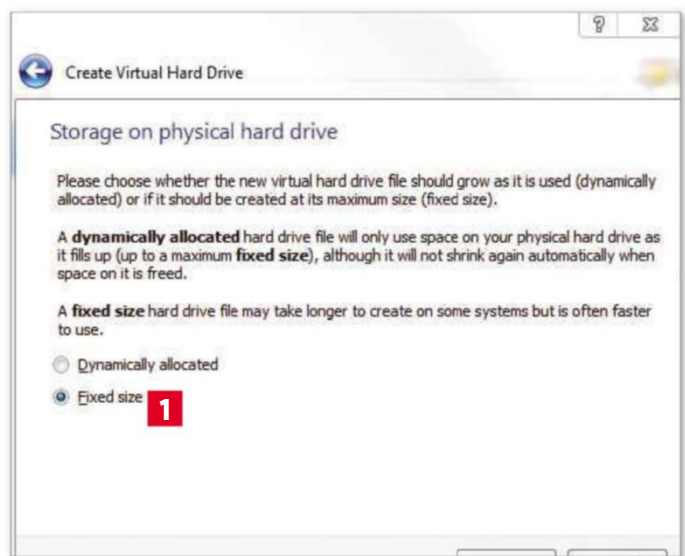 Create Virtual Hard Drive
Storage on physical hard drive
Please choose whether the new virtual hard drive file should grow as it is used (dynamically
allocated) or if it should be created at its maximum size (fixed size).
A dynamically allocated hard drive file will only use space on your physical hard drive as
it fills up (up to a maximum fixed size), although it will not shrink again automatically when
space on it is freed.
A fixed size hard drive file may take longer to create on some systems but is often faster
to use.
Dynamically allocated
Fixed size 1